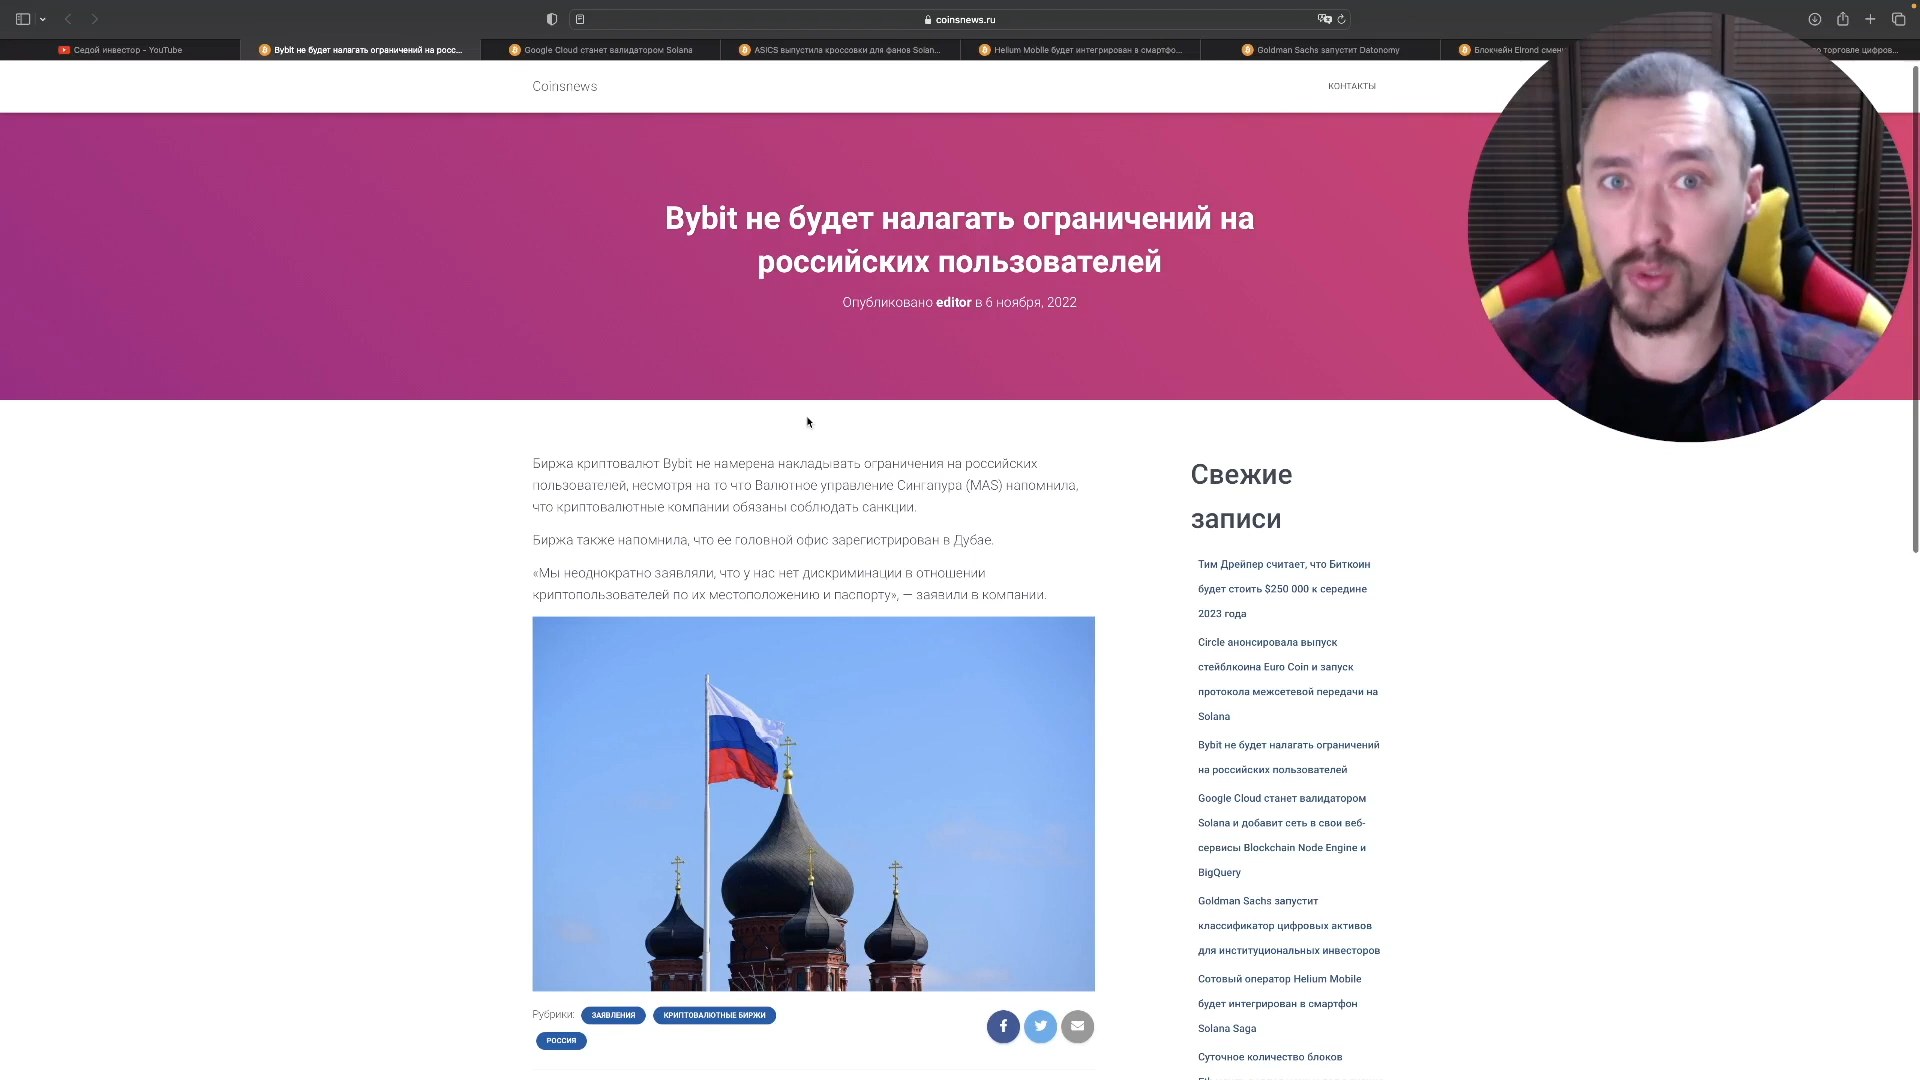 coinsnews.ru
Седой инвестор - YouTube
Bybit не будет налагать ограничений на росс...
Google Cloud станет валидатором Solana
ASICS выпустила кроссовки для фанов Solan...
Helium Mobile будет интегрирован в смартфо...
Goldman Sachs запустит Datonomy
Блокчейн Elrond смени
по торговле цифров...
Coinsnews
КОНТАКТЫ
Bybit не будет налагать ограничений на
российских пользователей
Опубликовано editor в 6 ноября, 2022
Биржа криптовалют Bybit не намерена накладывать ограничения на российских
пользователей, несмотря на то что Валютное управление Сингапура (MAS) напомнила,
что криптовалютные компании обязаны соблюдать санкции.
Биржа также напомнила, что ее головной офис зарегистрирован в Дубае.
«Мы неоднократно заявляли, что у нас нет дискриминации в отношении
криптопользователей по их местоположению и паспорту», — заявили в компании.
Рубрики:
ЗАЯВЛЕНИЯ
КРИПТОВАЛЮТНЫЕ БИРЖИ
РОССИЯ
Свежие
записи
Тим Дрейпер считает, что Биткоин
будет стоить $250 000 к середине
2023 года
Circle анонсировала выпуск
стейблкоина Euro Coin и запуск
протокола межсетевой передачи на
Solana
Bybit не будет налагать ограничений
на российских пользователей
Google Cloud станет валидатором
Solana и добавит сеть в свои веб-
сервисы Blockchain Node Engine и
BigQuery
Goldman Sachs запустит
классификатор цифровых активов
для институциональных инвесторов
Сотовый оператор Helium Mobile
будет интегрирован в смартфон
Solana Saga
Суточное количество блоков